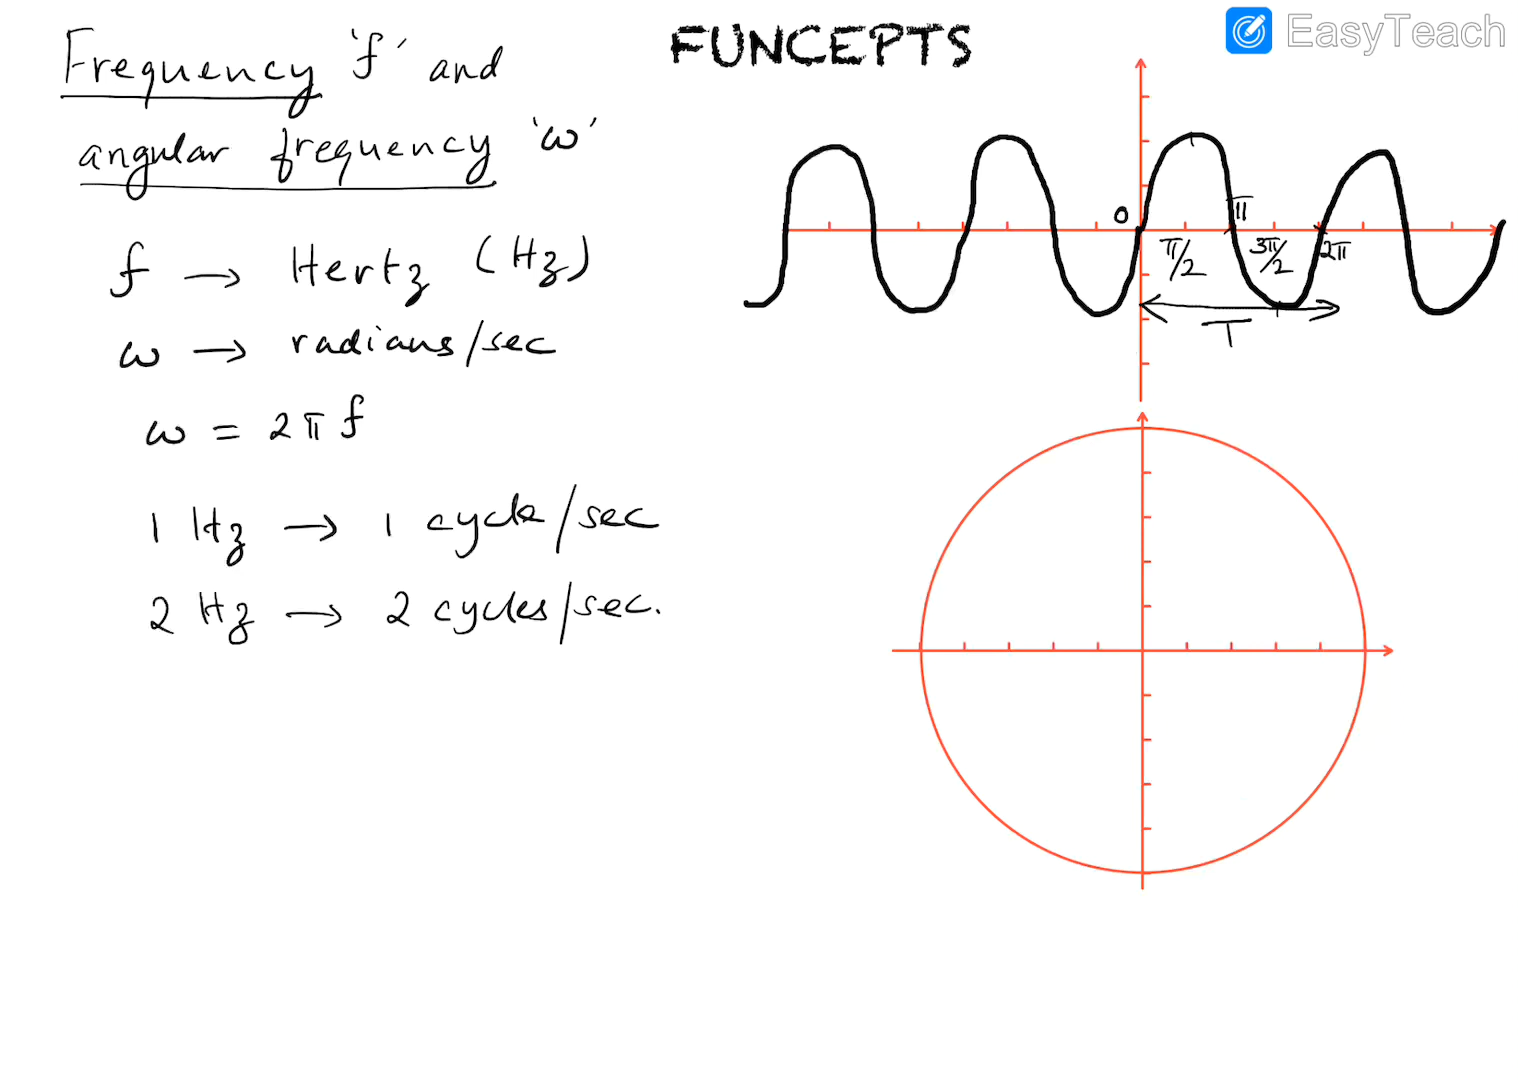 Frequency 'f' and
angular frequency 'ω'
f → Hertz (Hz)
ω → radians/sec
ω = 2πf
1 Hz → 1 cycle/sec
2 Hz → 2 cycles/sec.
FUNCEPTS
EasyTeach
0
π/2
π
3π/2
2π
T